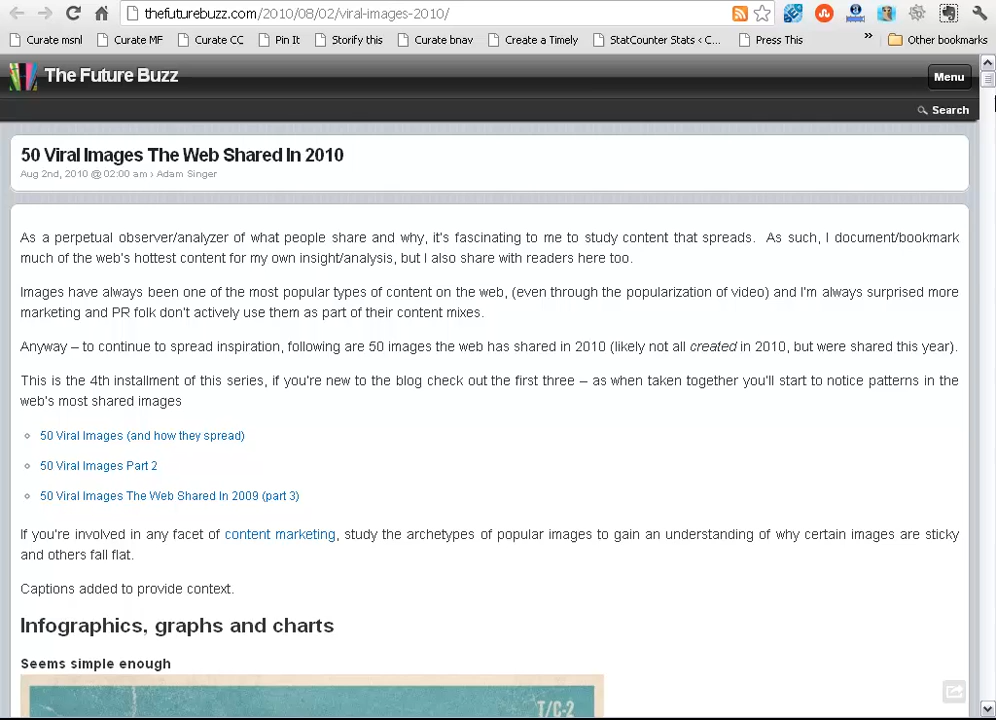 thefuturebuzz.com/2010/08/02/viral-images-2010/
Curate msnl Curate MF Curate CC Pin It Storify this Curate bnav Create a Timely StatCounter Stats ‹ C... Press This » Other bookmarks
The Future Buzz
Menu
Search
50 Viral Images The Web Shared In 2010
Aug 2nd, 2010 @ 02:00 am › Adam Singer
As a perpetual observer/analyzer of what people share and why, it's fascinating to me to study content that spreads. As such, I document/bookmark
much of the web's hottest content for my own insight/analysis, but I also share with readers here too.
Images have always been one of the most popular types of content on the web, (even through the popularization of video) and I'm always surprised more
marketing and PR folk don't actively use them as part of their content mixes.
Anyway – to continue to spread inspiration, following are 50 images the web has shared in 2010 (likely not all created in 2010, but were shared this year).
This is the 4th installment of this series, if you're new to the blog check out the first three – as when taken together you'll start to notice patterns in the
web's most shared images
50 Viral Images (and how they spread)
50 Viral Images Part 2
50 Viral Images The Web Shared In 2009 (part 3)
If you're involved in any facet of content marketing, study the archetypes of popular images to gain an understanding of why certain images are sticky
and others fall flat.
Captions added to provide context.
Infographics, graphs and charts
Seems simple enough
T/C-2